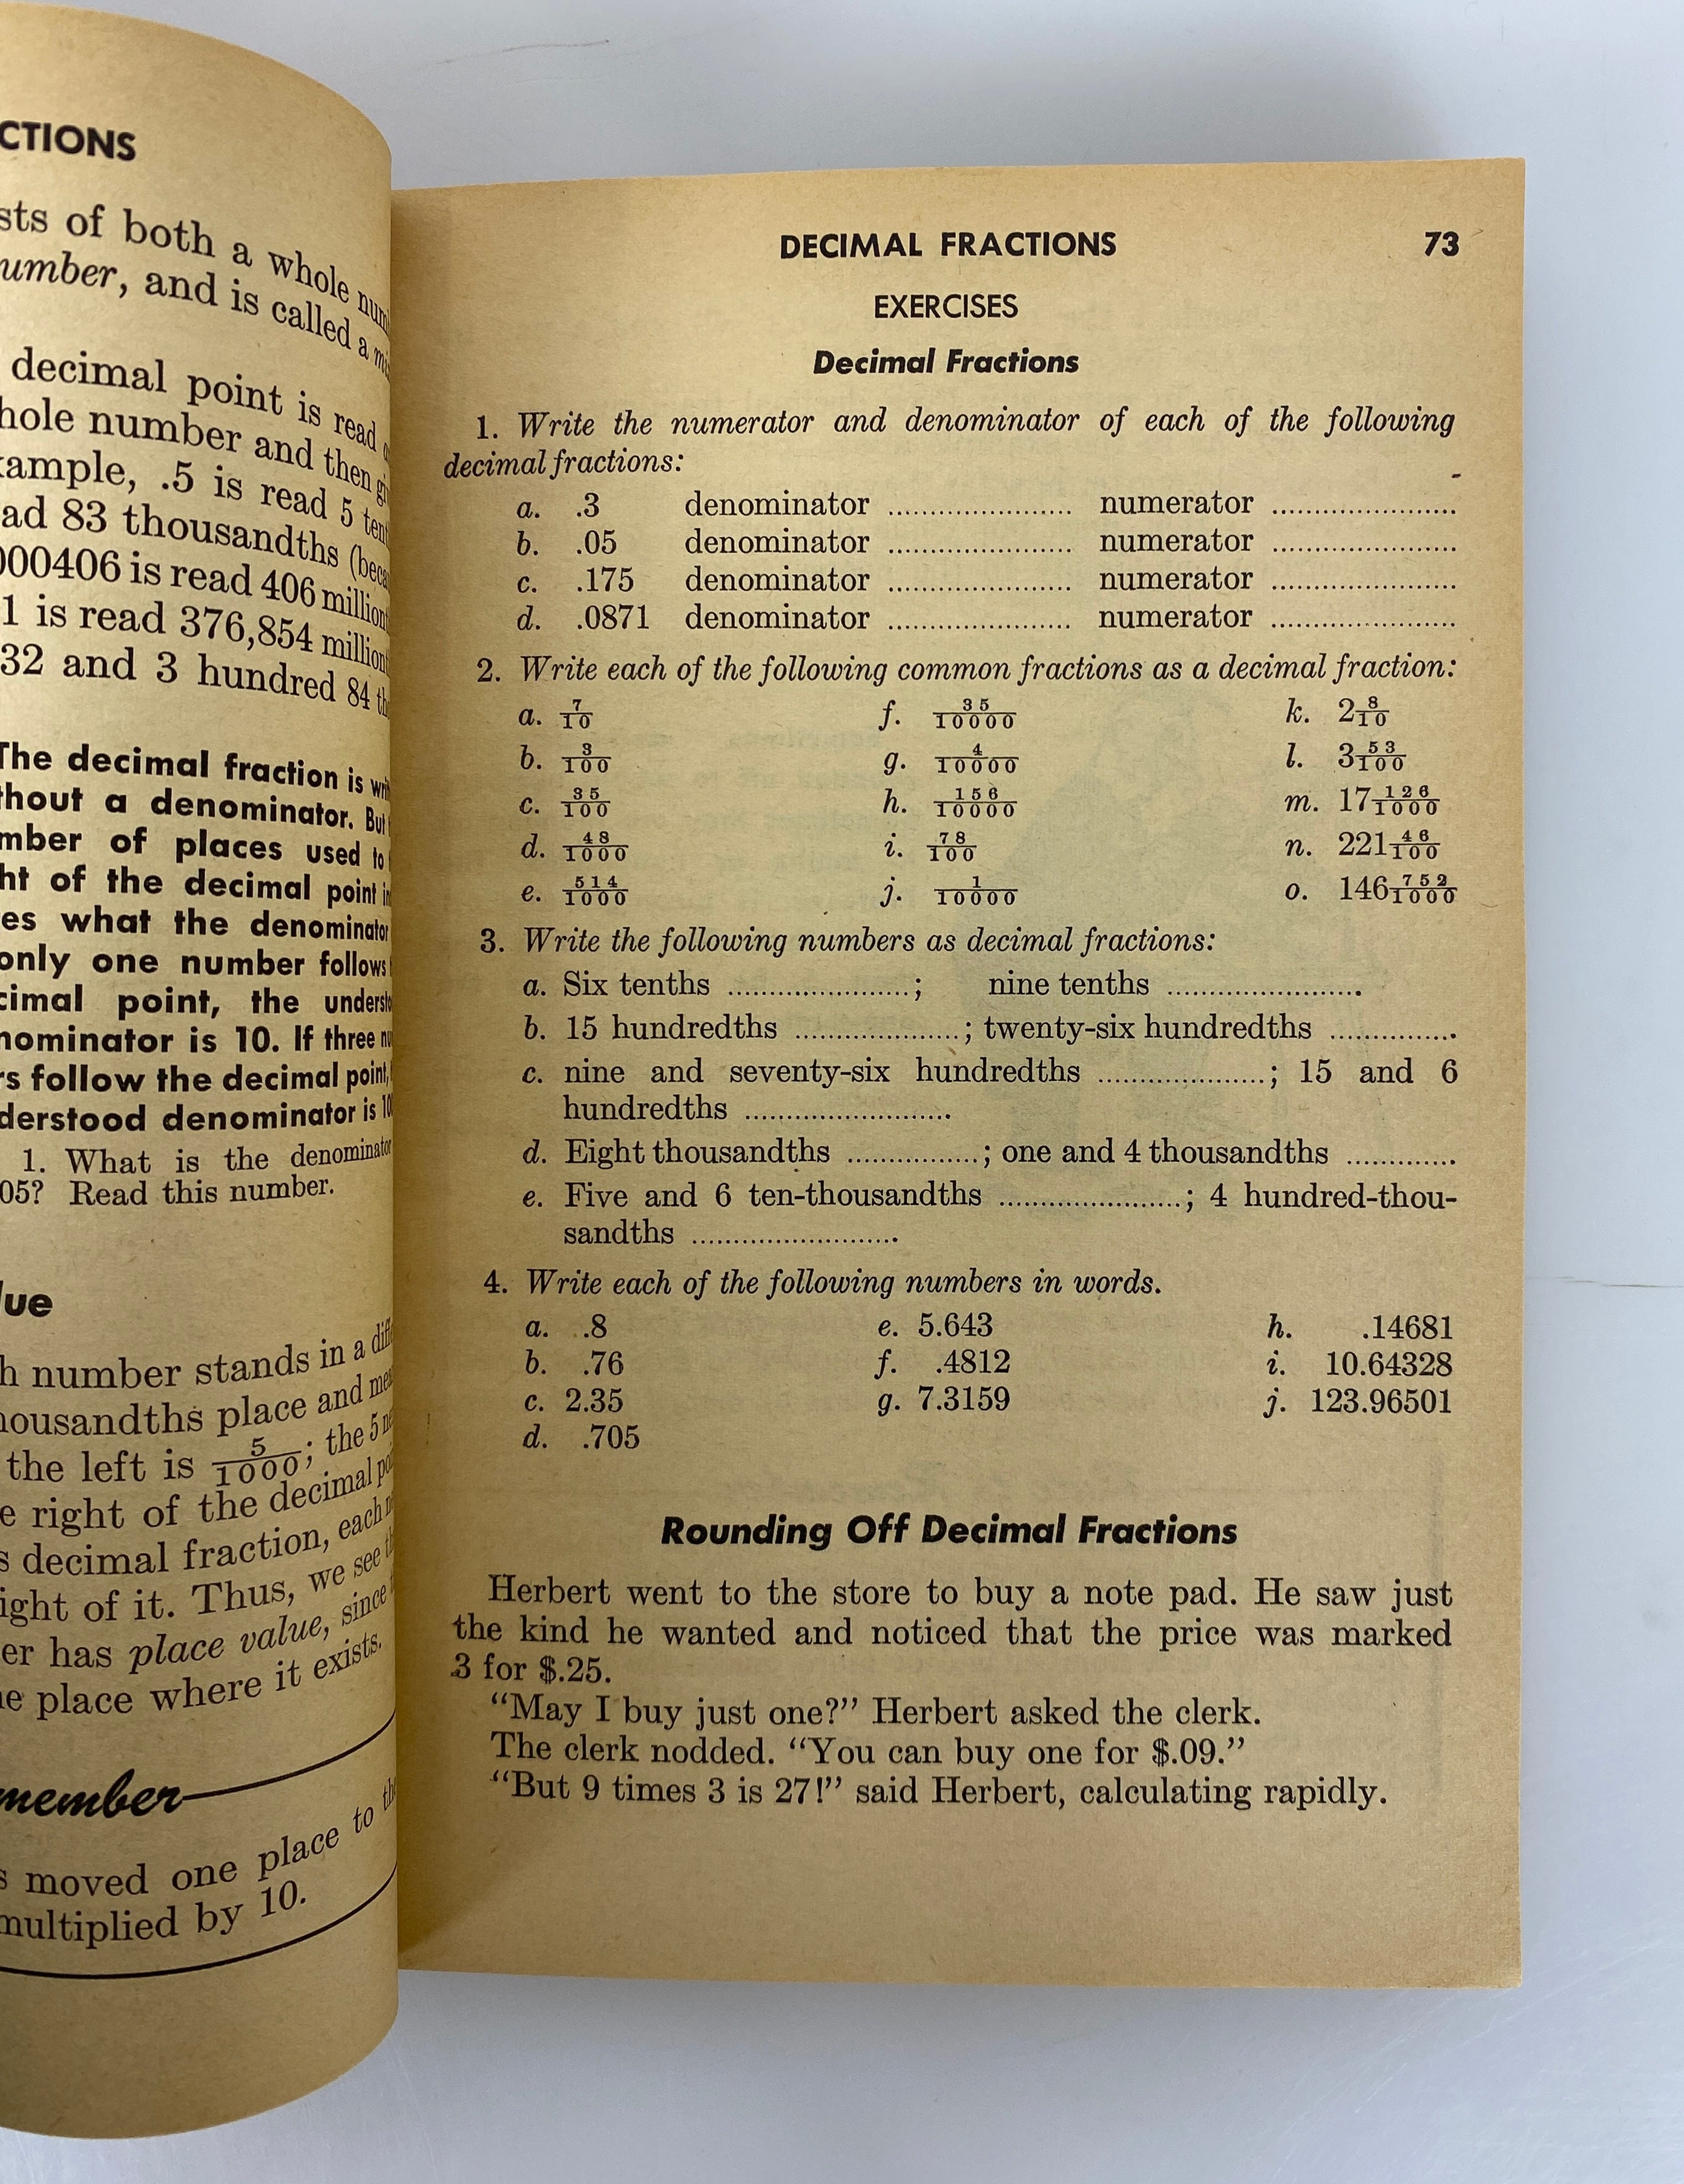 CTIONS
sts of both a whole
umber, and is called a
decimal point is read
hole number and then
xample, .5 is read 5
ad 83 thousandths
000406 is read 406
1 is read 376,854
32 and 3 hundred 84
The decimal fraction is
thout a denominator. But
mber of places used to
ht of the decimal point
es what the denominator
only one number follows
cimal point, the
nominator is 10. If three
rs follow the decimal point,
derstood denominator is
1. What is the denominator
05? Read this number.
lue
h number stands in a
housandths place and
the left is 5/1000; the 5
e right of the decimal
s decimal fraction, each
ight of it. Thus, we see
er has place value, since
e place where it exists.
member
s moved one place to
multiplied by 10.
DECIMAL FRACTIONS 73
EXERCISES
Decimal Fractions
1. Write the numerator and denominator of each of the following
decimal fractions:
a. .3 denominator ...................... numerator ......................
b. .05 denominator ...................... numerator ......................
c. .175 denominator ...................... numerator ......................
d. .0871 denominator ...................... numerator ......................
2. Write each of the following common fractions as a decimal fraction:
a. 7/10 f. 35/10000 k. 2 8/10
b. 3/100 g. 4/10000 l. 3 53/100
c. 35/100 h. 156/10000 m. 17 126/1000
d. 48/1000 i. 78/100 n. 221 46/100
e. 514/1000 j. 1/10000 o. 146 752/1000
3. Write the following numbers as decimal fractions:
a. Six tenths ......................; nine tenths .......................
b. 15 hundredths ....................; twenty-six hundredths ...............
c. nine and seventy-six hundredths ....................; 15 and 6
hundredths .........................
d. Eight thousandths ................; one and 4 thousandths .............
e. Five and 6 ten-thousandths ......................; 4 hundred-thou-
sandths .........................
4. Write each of the following numbers in words.
a. .8 e. 5.643 h. .14681
b. .76 f. .4812 i. 10.64328
c. 2.35 g. 7.3159 j. 123.96501
d. .705
Rounding Off Decimal Fractions
Herbert went to the store to buy a note pad. He saw just
the kind he wanted and noticed that the price was marked
3 for $.25.
“May I buy just one?” Herbert asked the clerk.
The clerk nodded. “You can buy one for $.09.”
“But 9 times 3 is 27!” said Herbert, calculating rapidly.